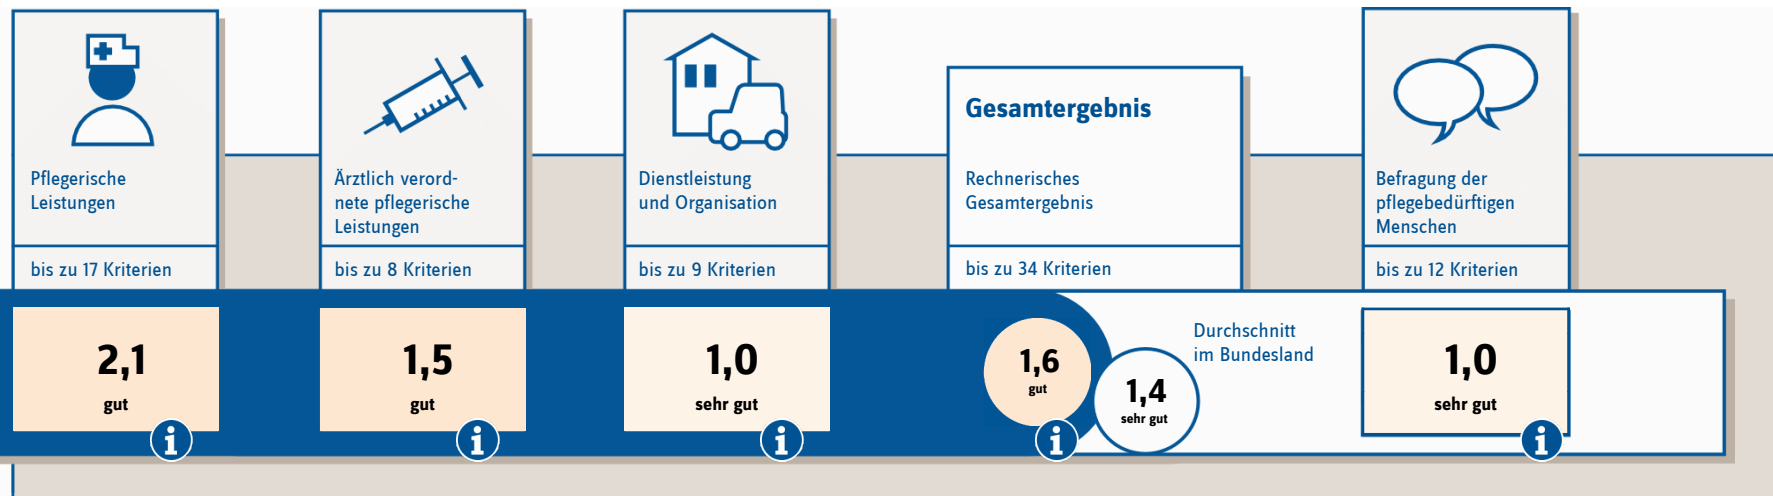 Pflegerische
Leistungen
bis zu 17 Kriterien
2,1
gut
i
Ärztlich verord-
nete pflegerische
Leistungen
bis zu 8 Kriterien
1,5
gut
i
Dienstleistung
und Organisation
bis zu 9 Kriterien
1,0
sehr gut
i
Gesamtergebnis
Rechnerisches
Gesamtergebnis
bis zu 34 Kriterien
1,6
gut
i
1,4
sehr gut
Durchschnitt
im Bundesland
Befragung der
pflegebedürftigen
Menschen
bis zu 12 Kriterien
1,0
sehr gut
i